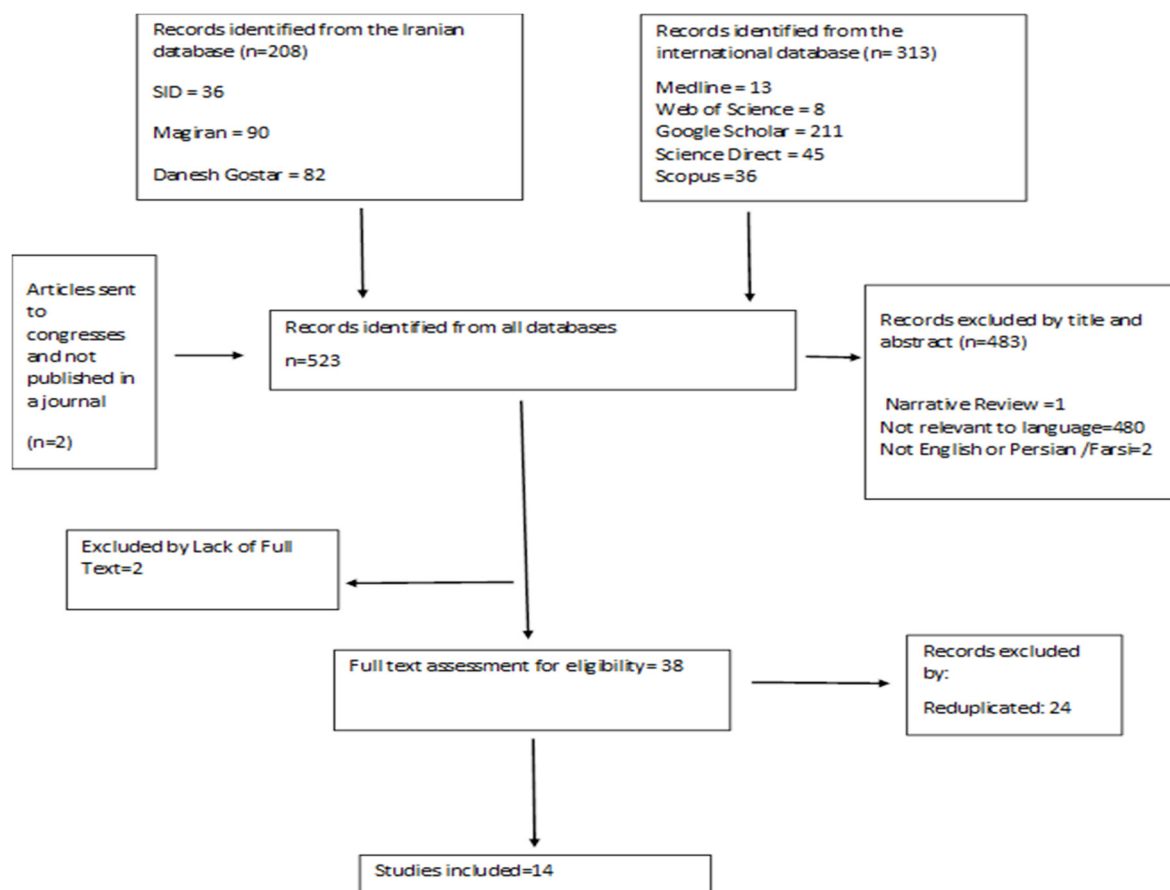 Records identified from the Iranian
database (n=208)
SID = 36
Magiran = 90
Danesh Gostar = 82
Records identified from the
international database (n= 313)
Medline = 13
Web of Science = 8
Google Scholar = 211
Science Direct = 45
Scopus =36
Articles sent
to
congresses
and not
published in
a journal
(n=2)
Records identified from all databases
n=523
Records excluded by title and
abstract (n=483)
Narrative Review =1
Not relevant to language=480
Not English or Persian /Farsi=2
Excluded by Lack of Full
Text=2
Full text assessment for eligibility= 38
Records excluded
by:
Reduplicated: 24
Studies included=14